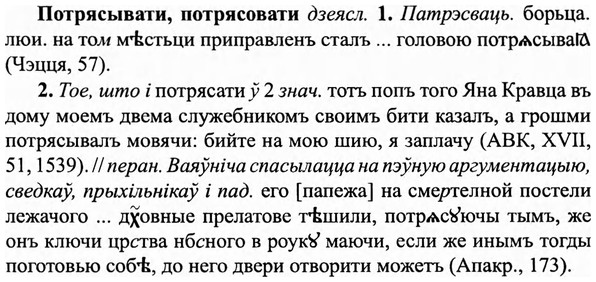 Потрясывати, потрясовати дзеясл. 1. Патрэсваць. борьца.
люи. на том мѣстьци приправленъ сталъ ... головою потрѧсываꙗ
(Чэцця, 57).
2. Тое, што і потрясати ў 2 знач. тотъ попъ того Яна Кравца въ
дому моемъ двема служебникомъ своимъ бити казалъ, а грошми
потрясывалъ мовячи: бийте на мою шию, я заплачу (АВК, XVII,
51, 1539). // перан. Ваяўніча спасылацца на пэўную аргументацыю,
сведкаў, прыхільнікаў і пад. его [папежа] на смертелной постели
лежачого ... дх҃овные прелатове тѣшили, потрѧсꙋючы тымъ, же
онъ ключи црства нбсного в роукꙋ маючи, если же инымъ тогды
поготовью собѣ, до него двери отворити можетъ (Апакр., 173).